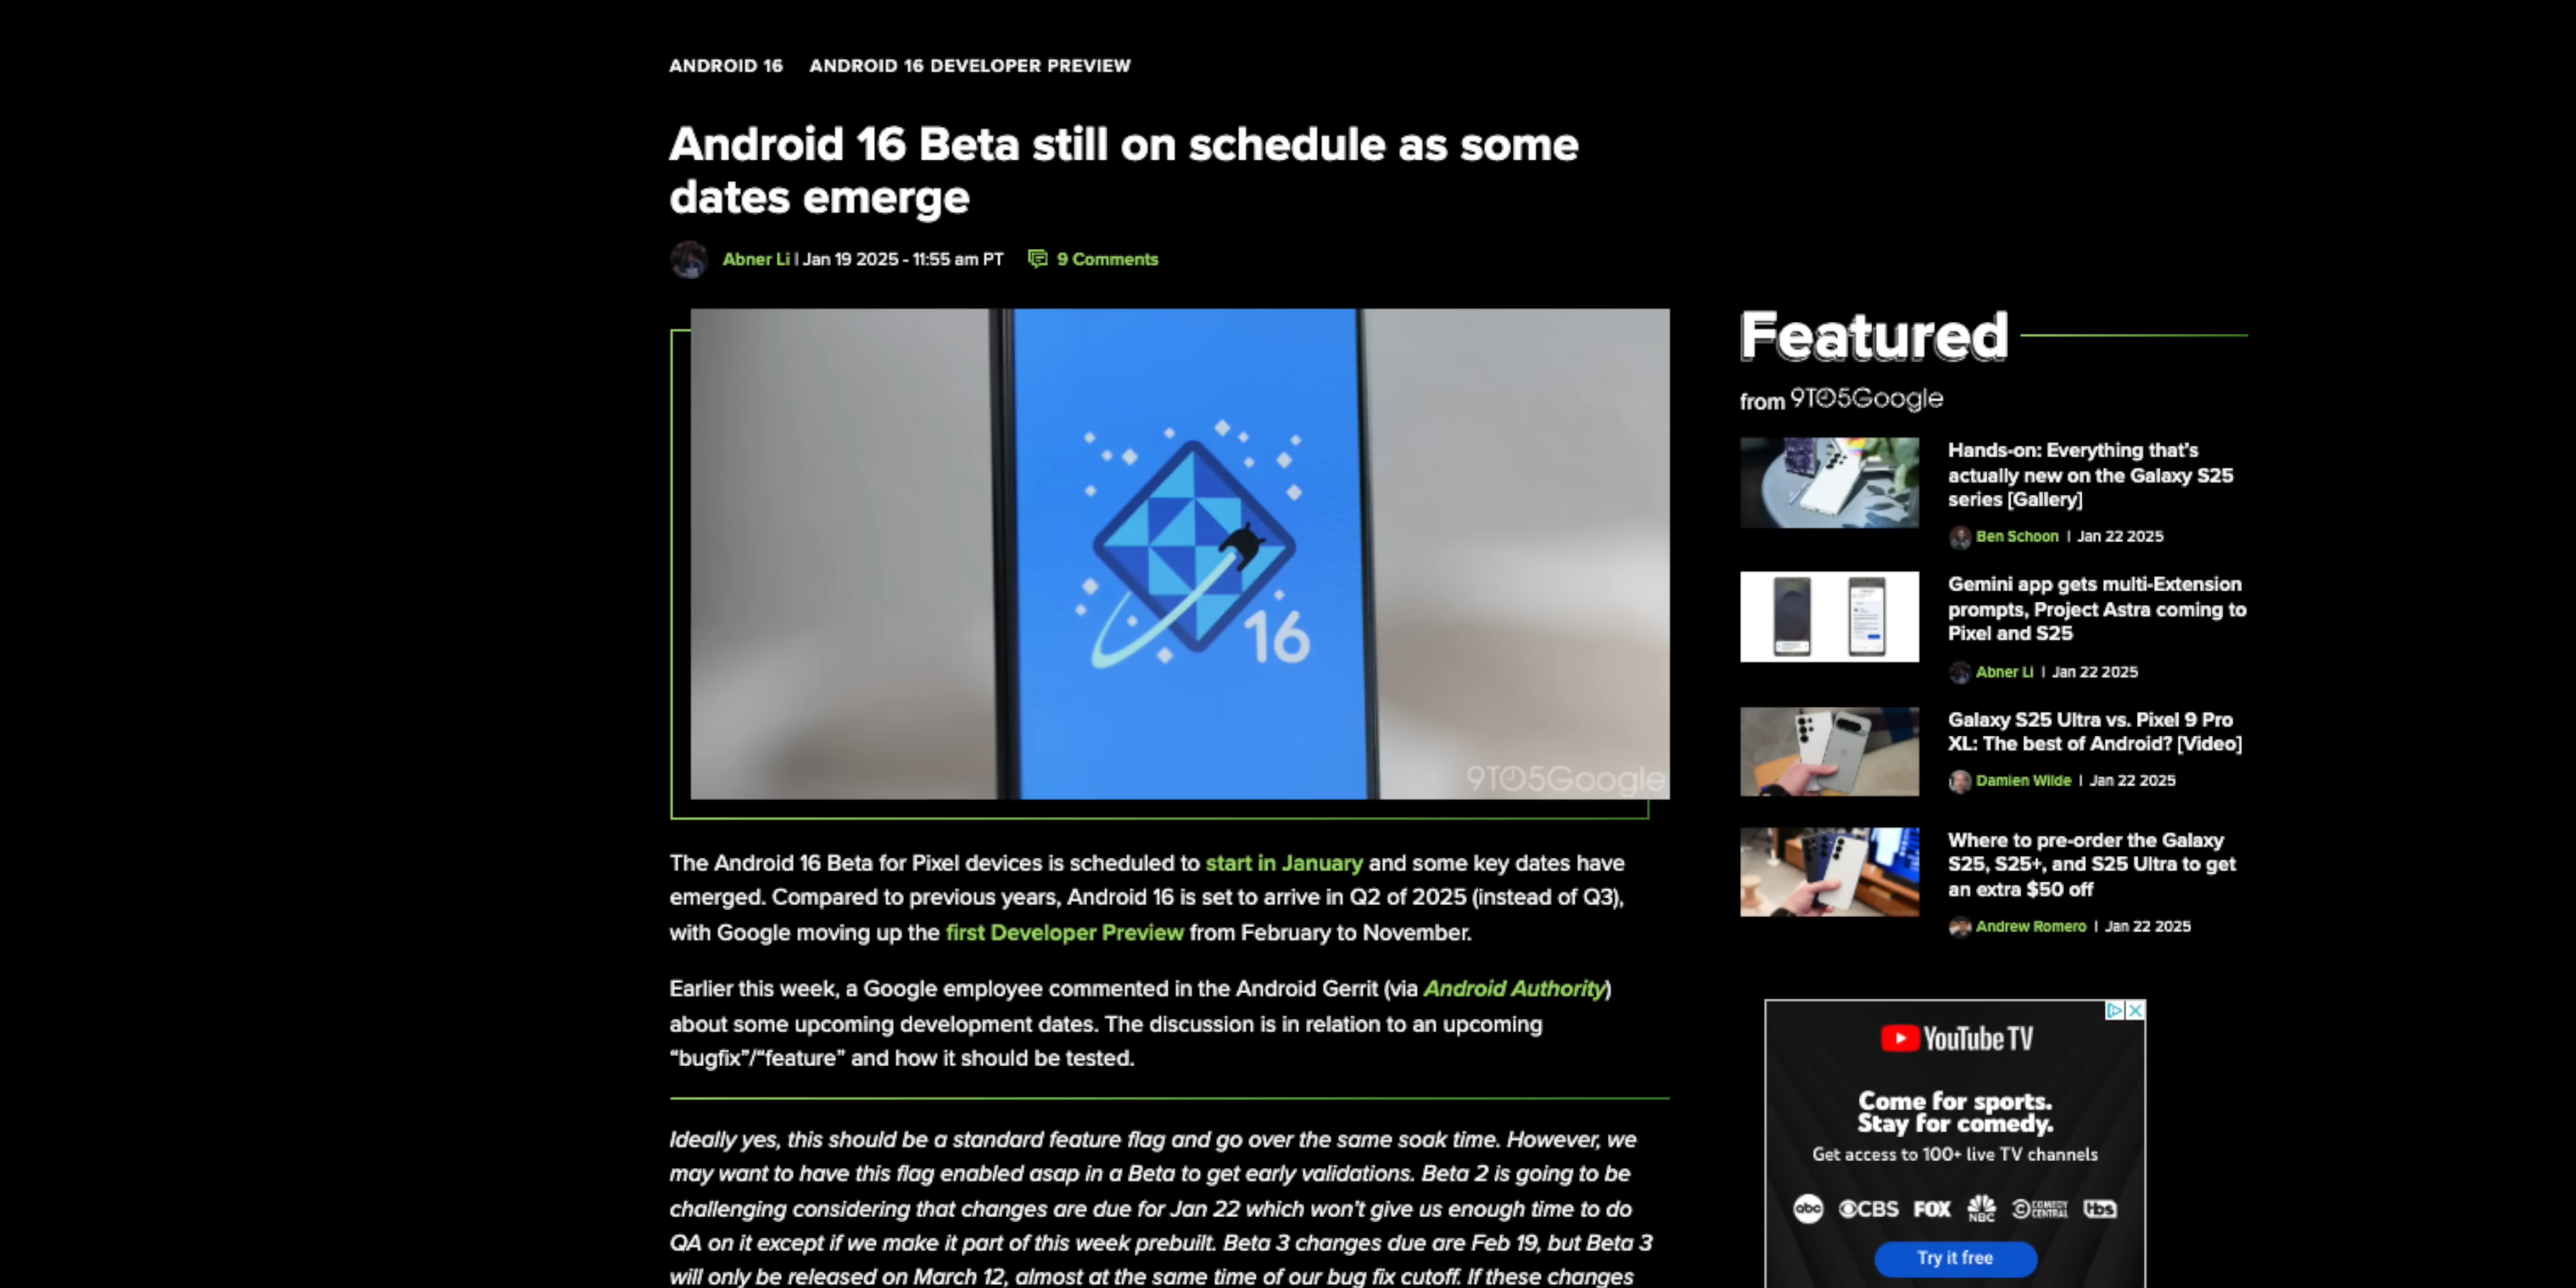 ANDROID 16 ANDROID 16 DEVELOPER PREVIEW
Android 16 Beta still on schedule as some
dates emerge
Abner Li | Jan 19 2025 - 11:55 am PT 9 Comments
16
9TO5Google
The Android 16 Beta for Pixel devices is scheduled to start in January and some key dates have
emerged. Compared to previous years, Android 16 is set to arrive in Q2 of 2025 (instead of Q3),
with Google moving up the first Developer Preview from February to November.
Earlier this week, a Google employee commented in the Android Gerrit (via Android Authority)
about some upcoming development dates. The discussion is in relation to an upcoming
“bugfix”/“feature” and how it should be tested.
Ideally yes, this should be a standard feature flag and go over the same soak time. However, we
may want to have this flag enabled asap in a Beta to get early validations. Beta 2 is going to be
challenging considering that changes are due for Jan 22 which won’t give us enough time to do
QA on it except if we make it part of this week prebuilt. Beta 3 changes due are Feb 19, but Beta 3
will only be released on March 12, almost at the same time of our bug fix cutoff. If these changes
Featured
from 9TO5Google
Hands-on: Everything that’s
actually new on the Galaxy S25
series [Gallery]
Ben Schoon | Jan 22 2025
Gemini app gets multi-Extension
prompts, Project Astra coming to
Pixel and S25
Abner Li | Jan 22 2025
Galaxy S25 Ultra vs. Pixel 9 Pro
XL: The best of Android? [Video]
Damien Wilde | Jan 22 2025
Where to pre-order the Galaxy
S25, S25+, and S25 Ultra to get
an extra $50 off
Andrew Romero | Jan 22 2025
YouTube TV
Come for sports.
Stay for comedy.
Get access to 100+ live TV channels
abc CBS FOX NBC COMEDY CENTRAL tbs
Try it free